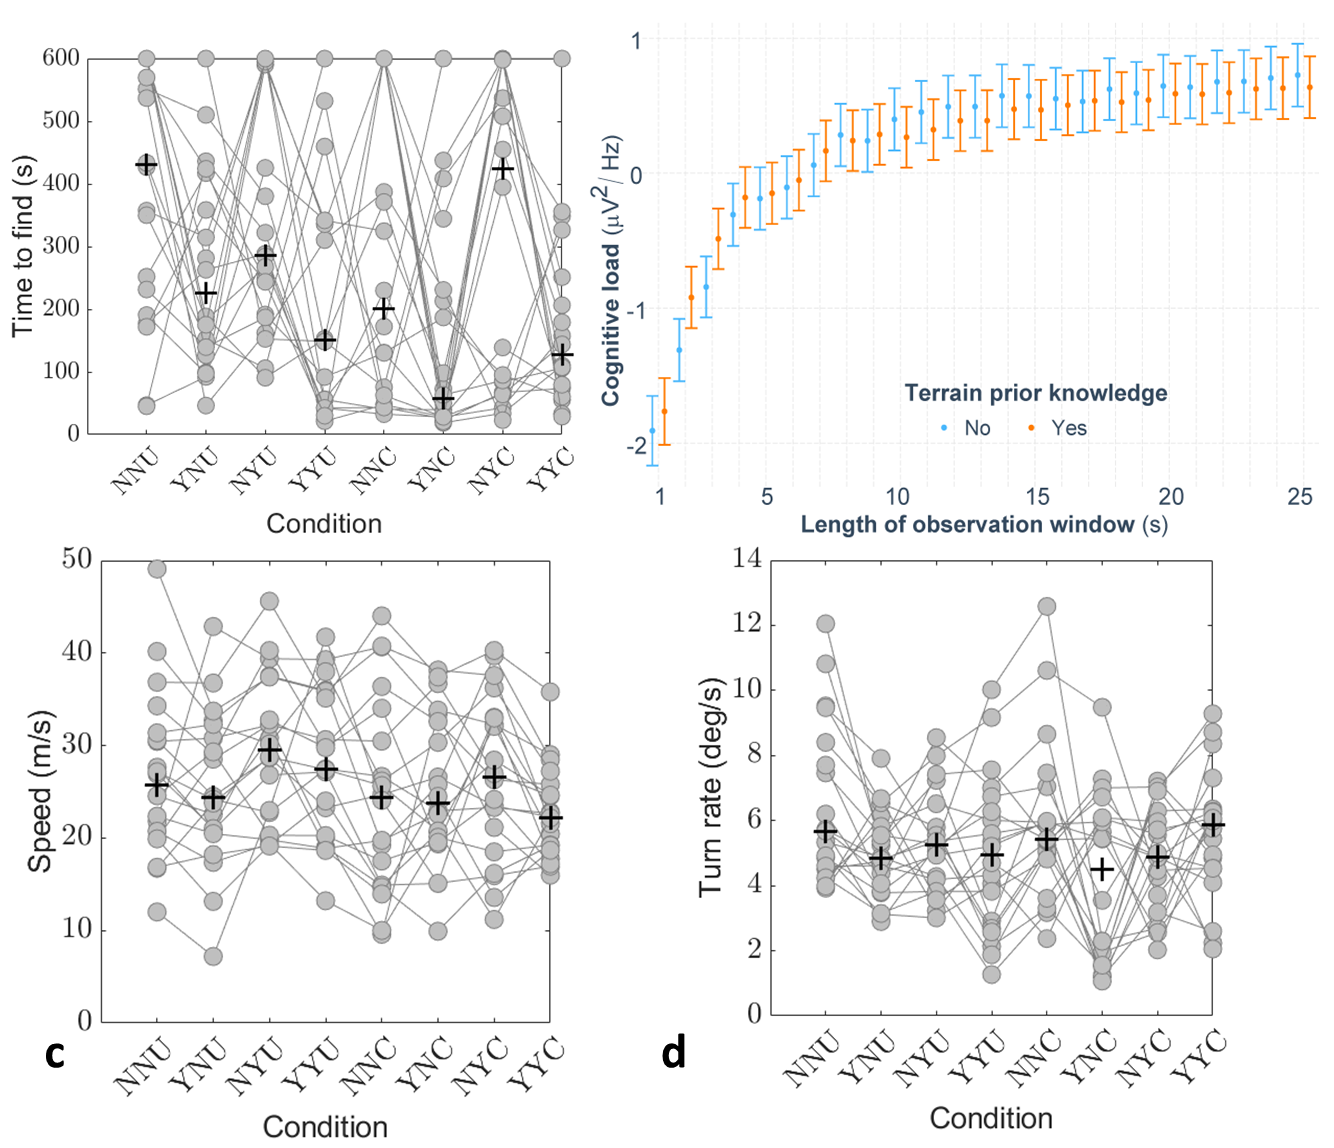 600
500
400
300
200
100
0
Time to find (s)
NNU
YNU
NYU
YYU
NNC
YNC
NYC
YYC
Condition
1
0
-1
-2
Cognitive load (μV2/ Hz)
Terrain prior knowledge
No Yes
1 5 10 15 20 25
Length of observation window (s)
50
40
30
20
10
0
Speed (m/s)
c
NNU
YNU
NYU
YYU
NNC
YNC
NYC
YYC
Condition
14
12
10
8
6
4
2
0
Turn rate (deg/s)
d
NNU
YNU
NYU
YYU
NNC
YNC
NYC
YYC
Condition